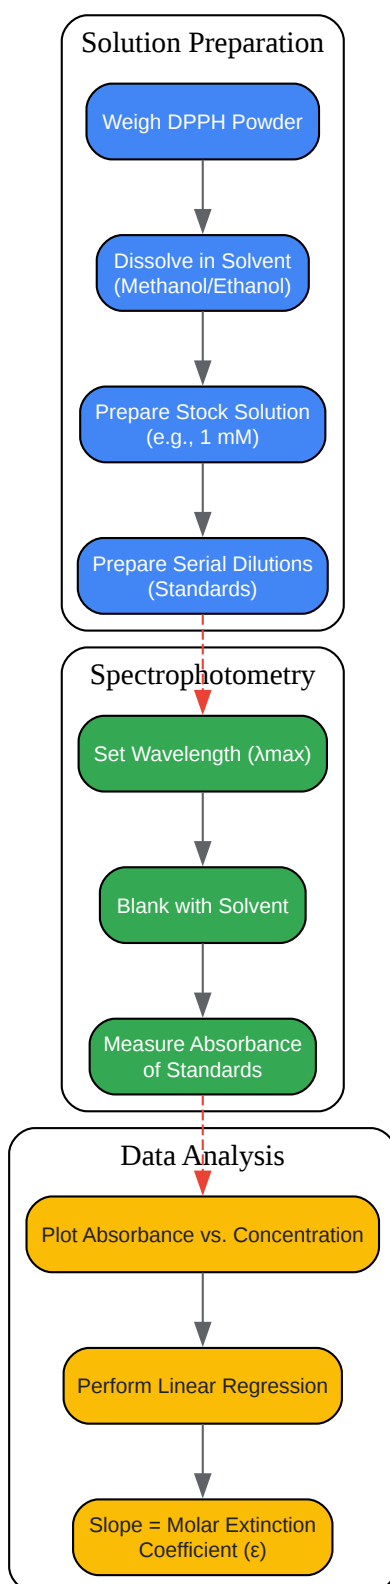 Solution Preparation
Weigh DPPH Powder
Dissolve in Solvent
(Methanol/Ethanol)
Prepare Stock Solution
(e.g., 1 mM)
Prepare Serial Dilutions
(Standards)
Spectrophotometry
Set Wavelength (λmax)
Blank with Solvent
Measure Absorbance
of Standards
Data Analysis
Plot Absorbance vs. Concentration
Perform Linear Regression
Slope = Molar Extinction
Coefficient (ε)